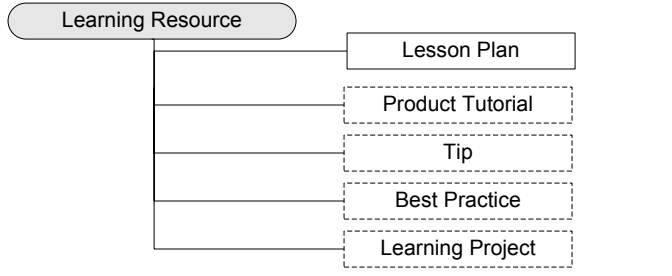 Learning Resource
Lesson Plan
Product Tutorial
Tip
Best Practice
Learning Project